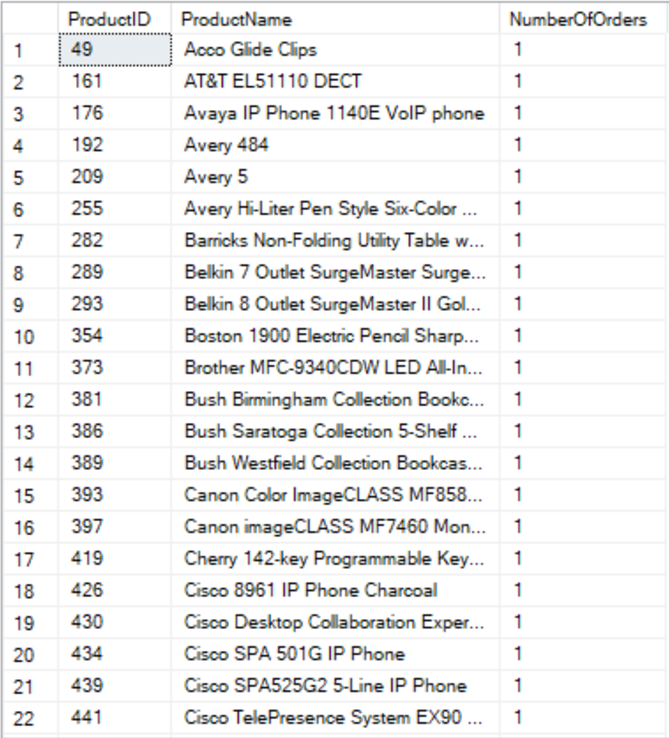 ProductID ProductName NumberOfOrders
1 49 Acco Glide Clips 1
2 161 AT&T EL51110 DECT 1
3 176 Avaya IP Phone 1140E VoIP phone 1
4 192 Avery 484 1
5 209 Avery 5 1
6 255 Avery Hi-Liter Pen Style Six-Color ... 1
7 282 Barricks Non-Folding Utility Table w... 1
8 289 Belkin 7 Outlet SurgeMaster Surge... 1
9 293 Belkin 8 Outlet SurgeMaster II Gol... 1
10 354 Boston 1900 Electric Pencil Sharp... 1
11 373 Brother MFC-9340CDW LED All-In... 1
12 381 Bush Birmingham Collection Bookc... 1
13 386 Bush Saratoga Collection 5-Shelf ... 1
14 389 Bush Westfield Collection Bookcas... 1
15 393 Canon Color ImageCLASS MF858... 1
16 397 Canon imageCLASS MF7460 Mon... 1
17 419 Cherry 142-key Programmable Key... 1
18 426 Cisco 8961 IP Phone Charcoal 1
19 430 Cisco Desktop Collaboration Exper... 1
20 434 Cisco SPA 501G IP Phone 1
21 439 Cisco SPA525G2 5-Line IP Phone 1
22 441 Cisco TelePresence System EX90 ... 1